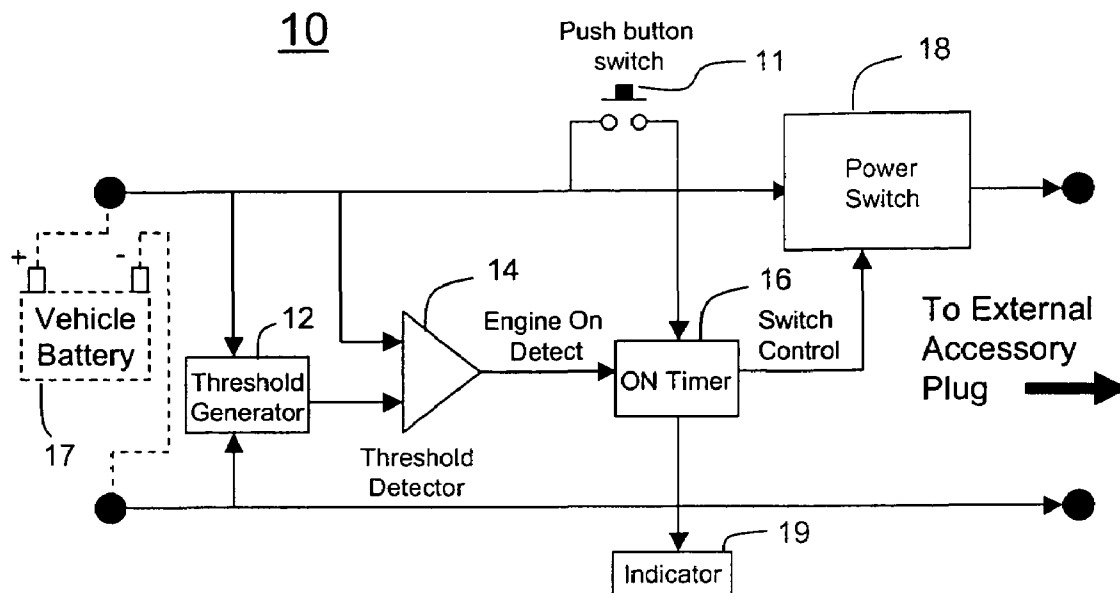 10
Push button
switch
11
18
Power
Switch
+
-
Vehicle
Battery
17
12
Threshold
Generator
14
Threshold
Detector
Engine On
Detect
16
ON Timer
Switch
Control
To External
Accessory
Plug
19
Indicator